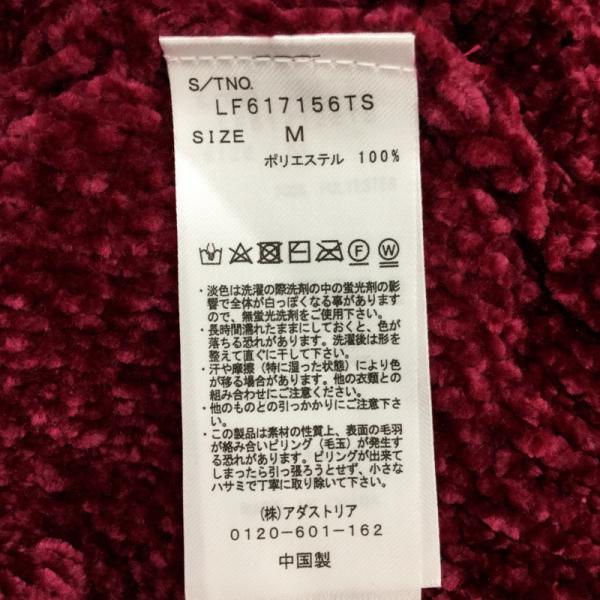 S/TNO.
LF617156TS
SIZE M
ポリエステル 100%
F W
・淡色は洗濯の際洗剤の中の蛍光剤の影
響で全体が白っぽくなる事があります
ので、無蛍光洗剤をご使用下さい。
・長時間濡れたままにしておくと、色が
落ちる恐れがあります。洗濯後は形を
整えて直ぐに干して下さい。
・汗や摩擦（特に湿った状態）により色
が移る場合があります。他の衣類との
組み合わせにご注意ください。
・他のものとの引っかかりにご注意下さ
い。
・この製品は素材の性質上、表面の毛羽
が絡み合いピリング（毛玉）が発生す
る恐れがあります。ピリングが出来て
しまったら引っ張ろうとせず、小さな
ハサミで丁寧に取り除いて下さい。
(株)アダストリア
0120-601-162
中国製